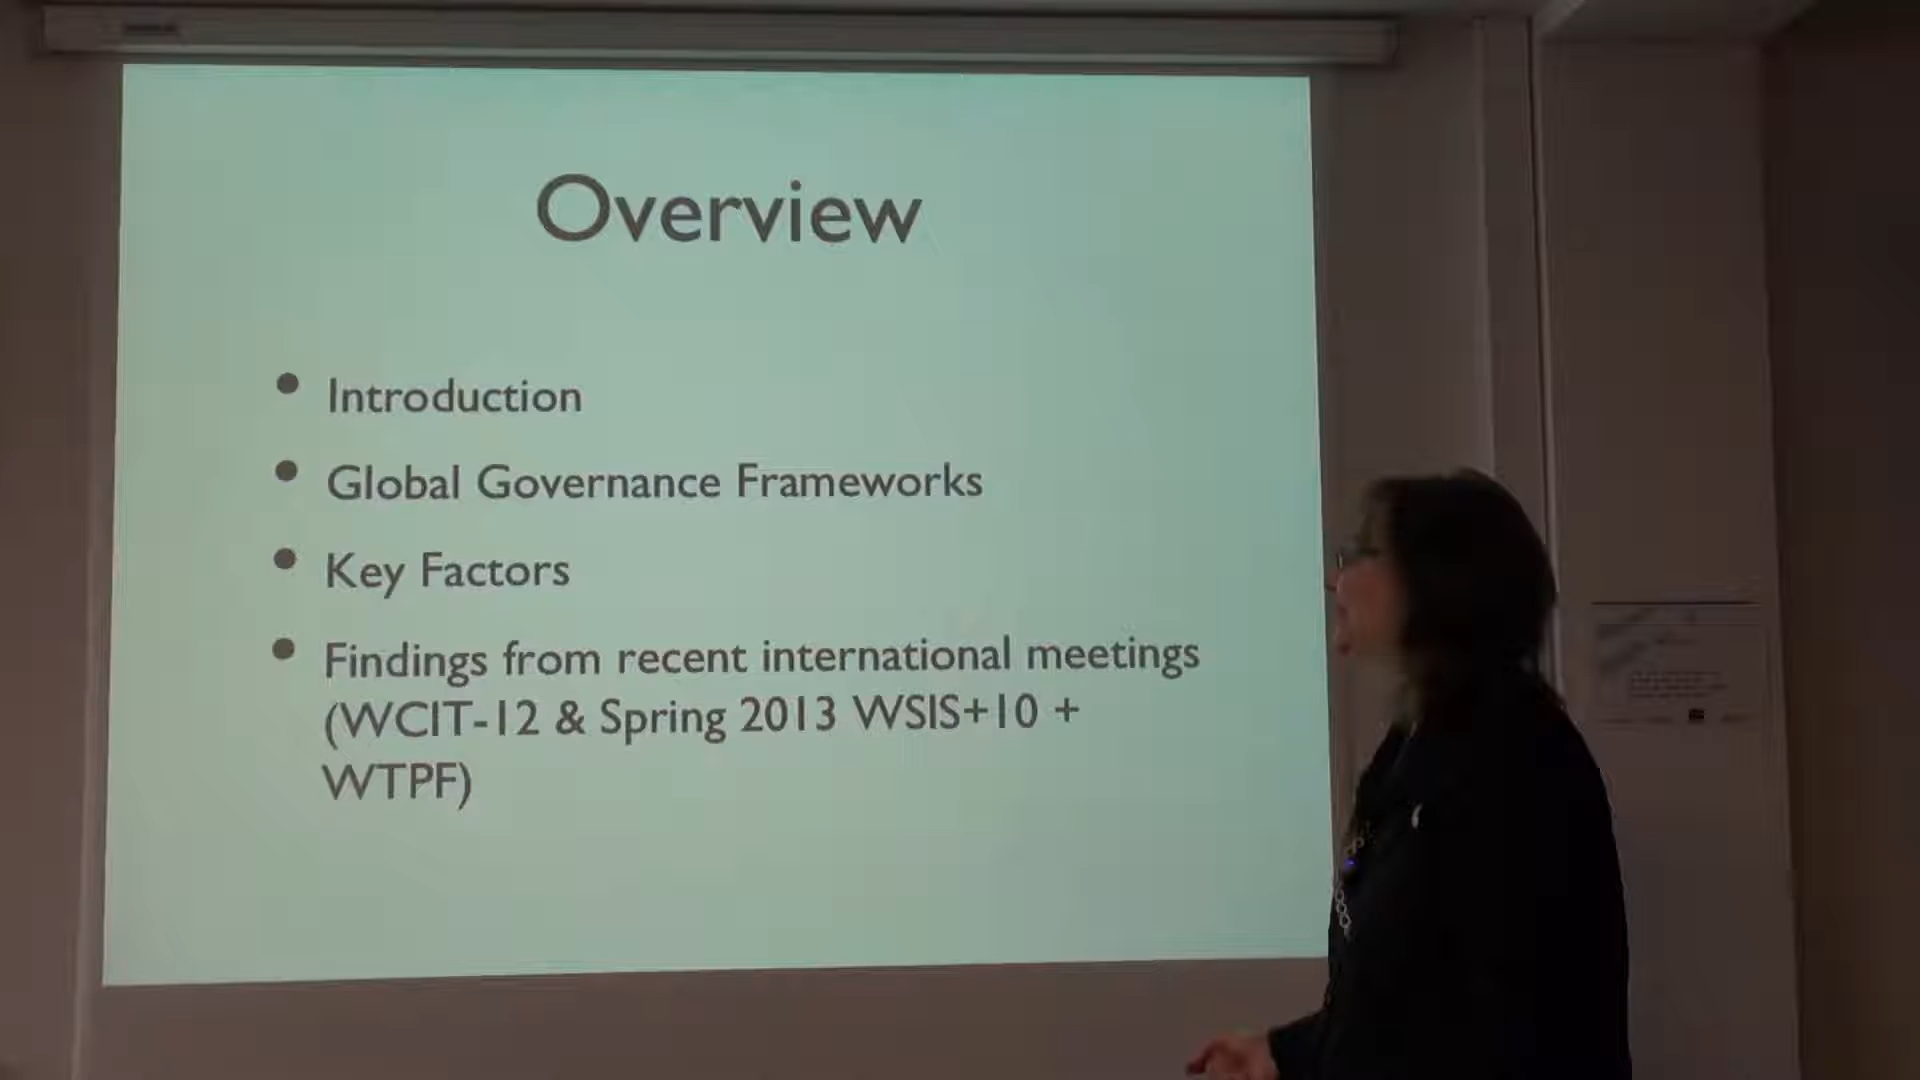 Overview
• Introduction
• Global Governance Frameworks
• Key Factors
• Findings from recent international meetings
(WCIT-12 & Spring 2013 WSIS+10 +
WTPF)